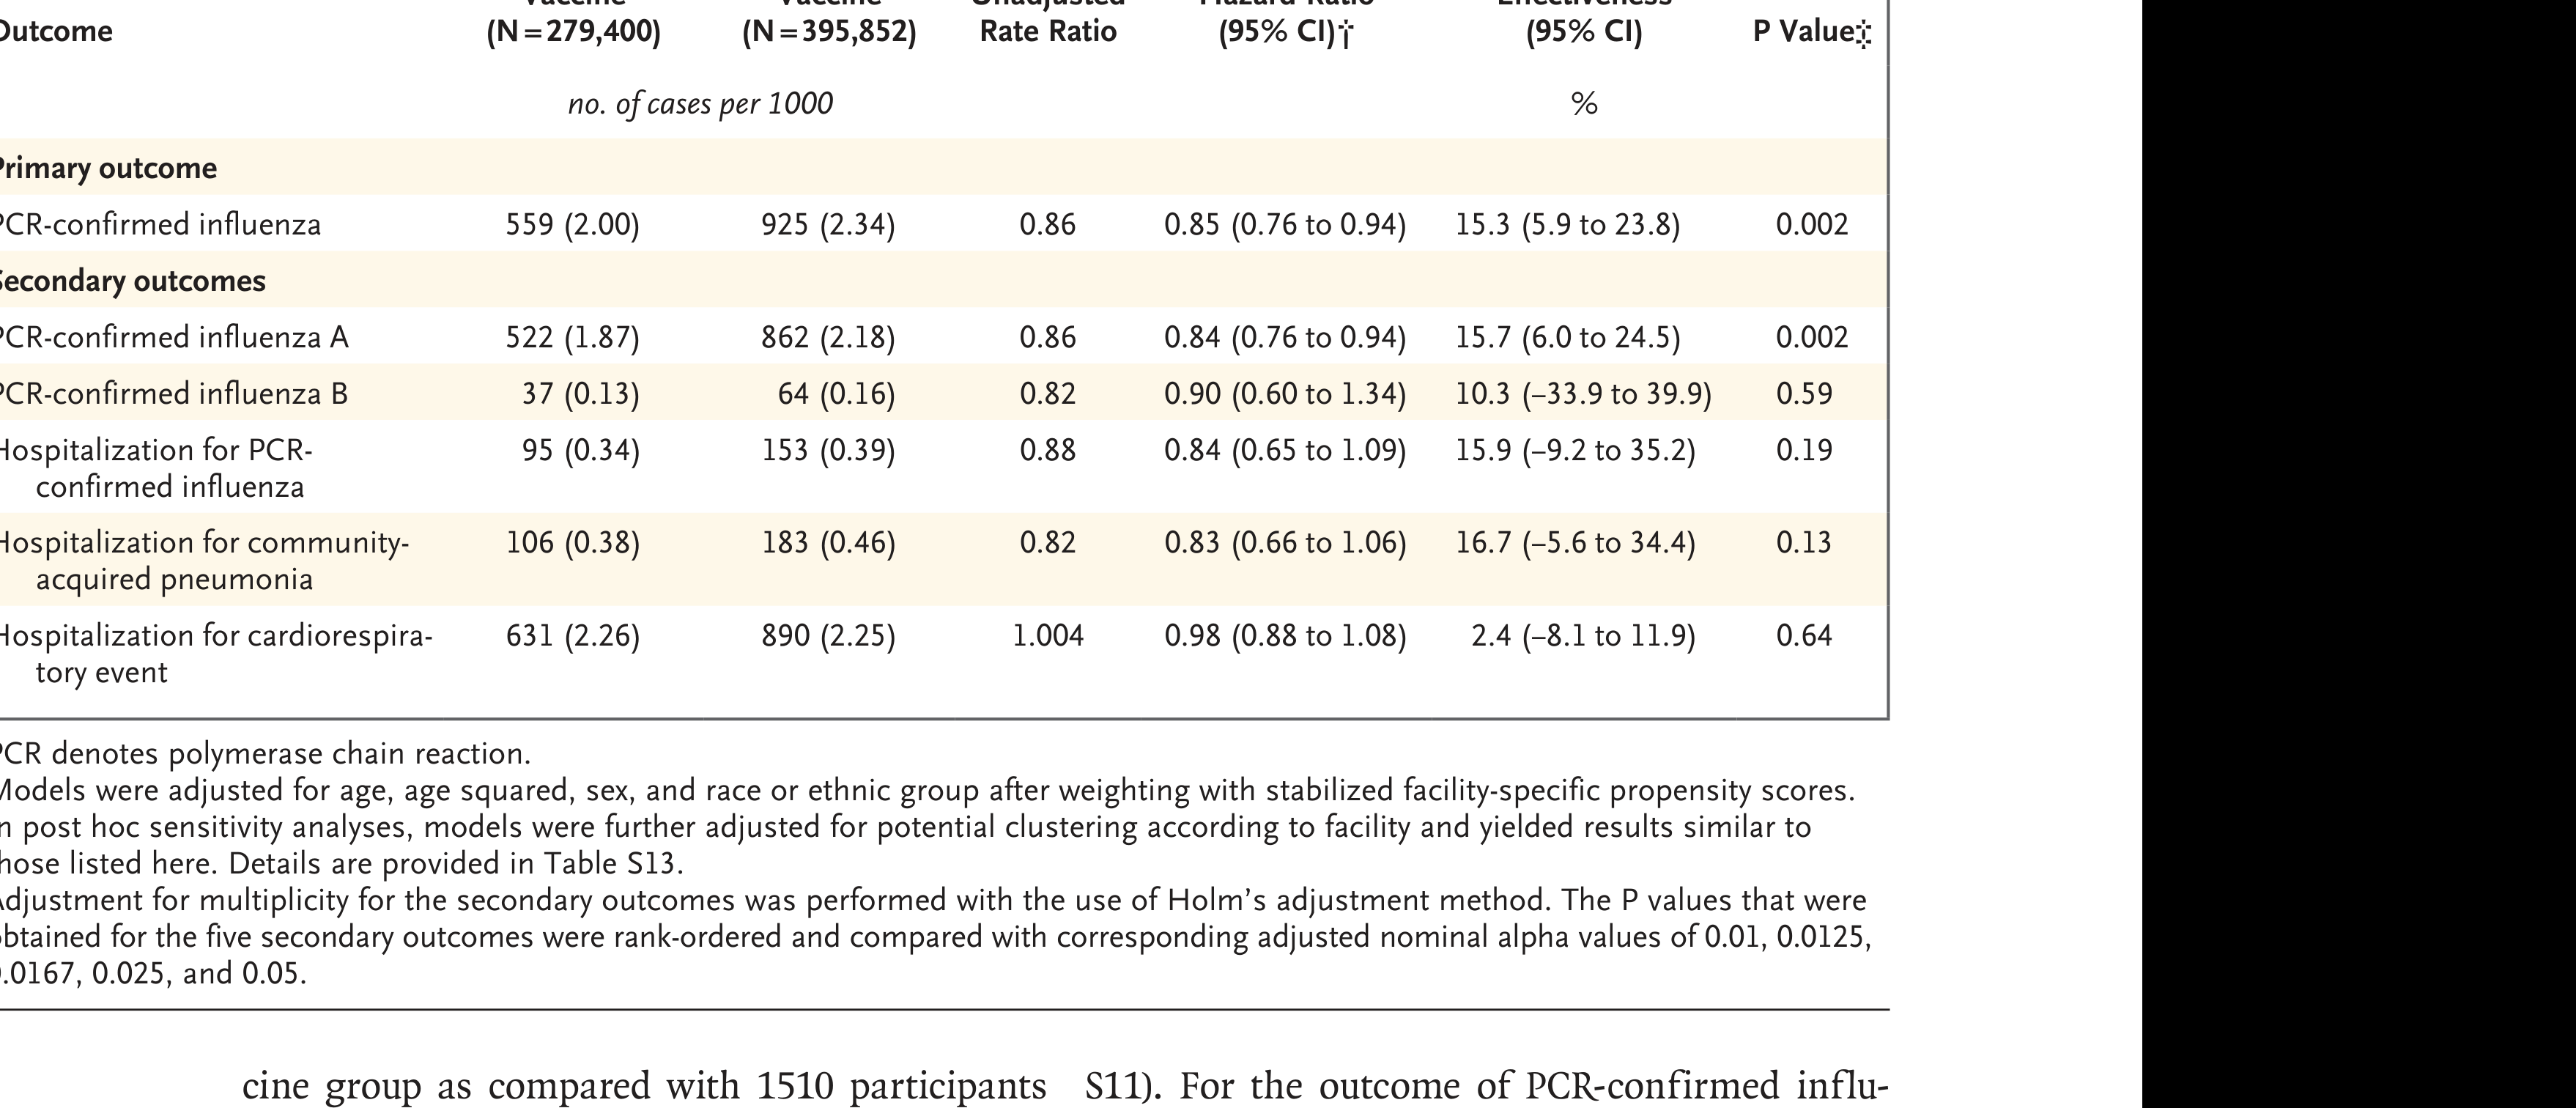 (N=279,400) (N=395,852) Rate Ratio (95% CI)† (95% CI) P Value‡
no. of cases per 1000 %
Primary outcome
PCR-confirmed influenza 559 (2.00) 925 (2.34) 0.86 0.85 (0.76 to 0.94) 15.3 (5.9 to 23.8) 0.002
Secondary outcomes
PCR-confirmed influenza A 522 (1.87) 862 (2.18) 0.86 0.84 (0.76 to 0.94) 15.7 (6.0 to 24.5) 0.002
PCR-confirmed influenza B 37 (0.13) 64 (0.16) 0.82 0.90 (0.60 to 1.34) 10.3 (–33.9 to 39.9) 0.59
Hospitalization for PCR- 95 (0.34) 153 (0.39) 0.88 0.84 (0.65 to 1.09) 15.9 (–9.2 to 35.2) 0.19
confirmed influenza
Hospitalization for community- 106 (0.38) 183 (0.46) 0.82 0.83 (0.66 to 1.06) 16.7 (–5.6 to 34.4) 0.13
acquired pneumonia
Hospitalization for cardiorespira- 631 (2.26) 890 (2.25) 1.004 0.98 (0.88 to 1.08) 2.4 (–8.1 to 11.9) 0.64
tory event
PCR denotes polymerase chain reaction.
Models were adjusted for age, age squared, sex, and race or ethnic group after weighting with stabilized facility-specific propensity scores.
In post hoc sensitivity analyses, models were further adjusted for potential clustering according to facility and yielded results similar to
those listed here. Details are provided in Table S13.
Adjustment for multiplicity for the secondary outcomes was performed with the use of Holm’s adjustment method. The P values that were
obtained for the five secondary outcomes were rank-ordered and compared with corresponding adjusted nominal alpha values of 0.01, 0.0125,
0.0167, 0.025, and 0.05.
cine group as compared with 1510 participants
S11). For the outcome of PCR-confirmed influ-